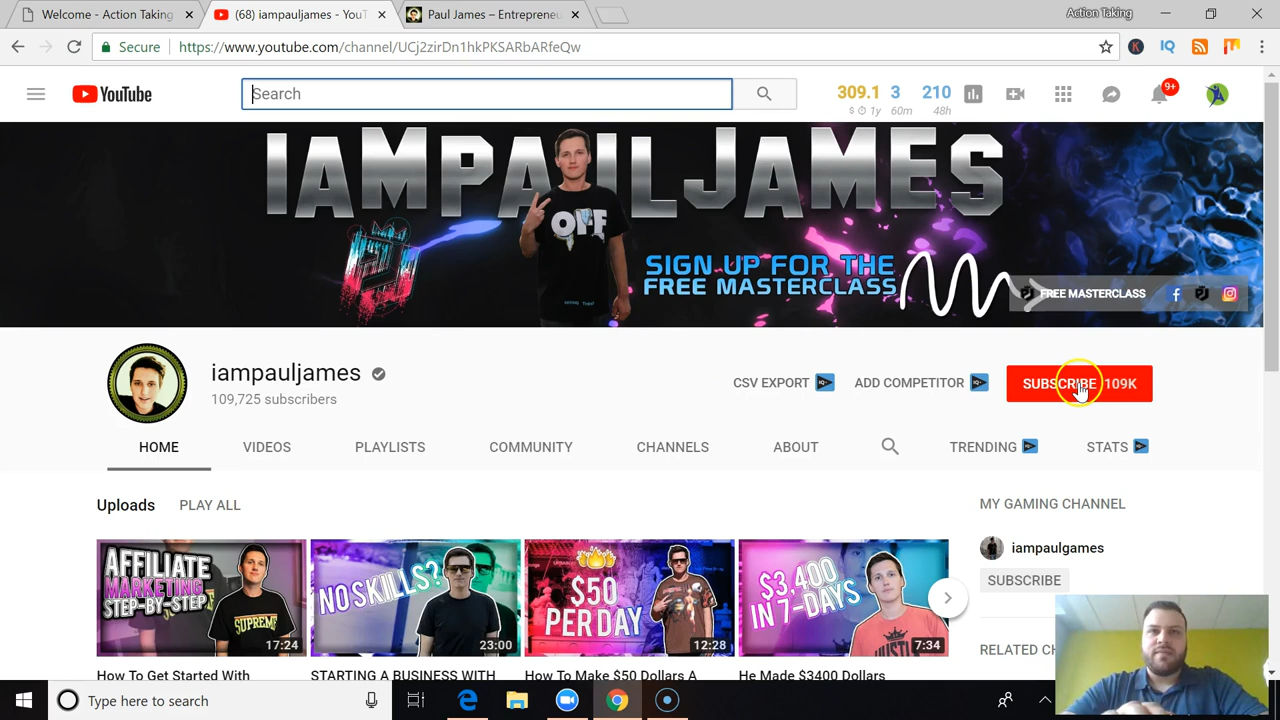 Welcome - Action Taking
(68) iampauljames - YouT
Paul James – Entrepreneu
Action Taking
Secure
https://www.youtube.com/channel/UCj2zirDn1hkPKSARbARfeQw
YouTube
Search
309.1 3 210
$ 1y 60m 48h
9+
IAMPAULJAMES
OFF
SIGN UP FOR THE
FREE MASTERCLASS
FREE MASTERCLASS
iampauljames
109,725 subscribers
CSV EXPORT
ADD COMPETITOR
SUBSCRIBE 109K
HOME VIDEOS PLAYLISTS COMMUNITY CHANNELS ABOUT TRENDING STATS
Uploads PLAY ALL
MY GAMING CHANNEL
iampaulgames
SUBSCRIBE
RELATED CH
AFFILIATE
MARKETING
STEP-BY-STEP
SUPREME
17:24
NO SKILLS?
23:00
$50
PER DAY
12:28
$3,400
IN 7-DAYS
HUSTLE
7:34
How To Get Started With
STARTING A BUSINESS WITH
How To Make $50 Dollars A
He Made $3400 Dollars
Type here to search